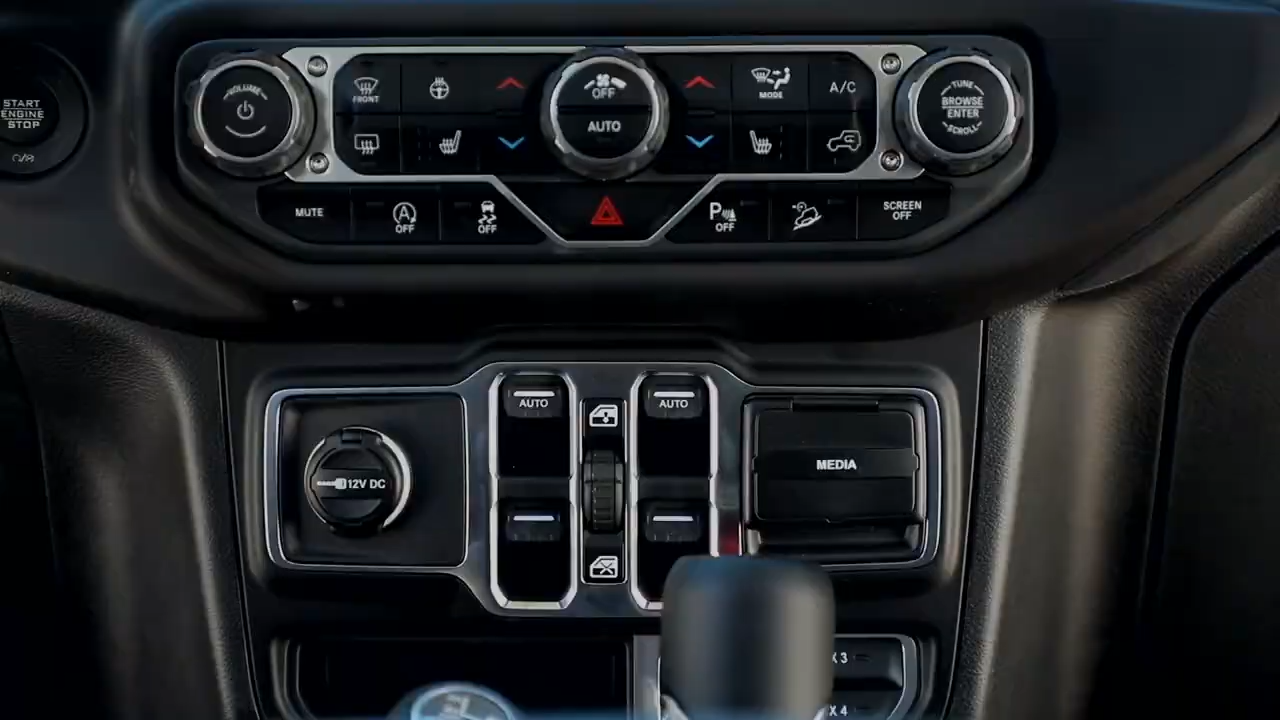 START
ENGINE
STOP
VOLUME
FRONT
OFF
AUTO
MODE
A/C
TUNE
BROWSE
ENTER
SCROLL
MUTE
A
OFF
OFF
P
OFF
SCREEN
OFF
AUTO
AUTO
12V DC
MEDIA
X 3
X 4